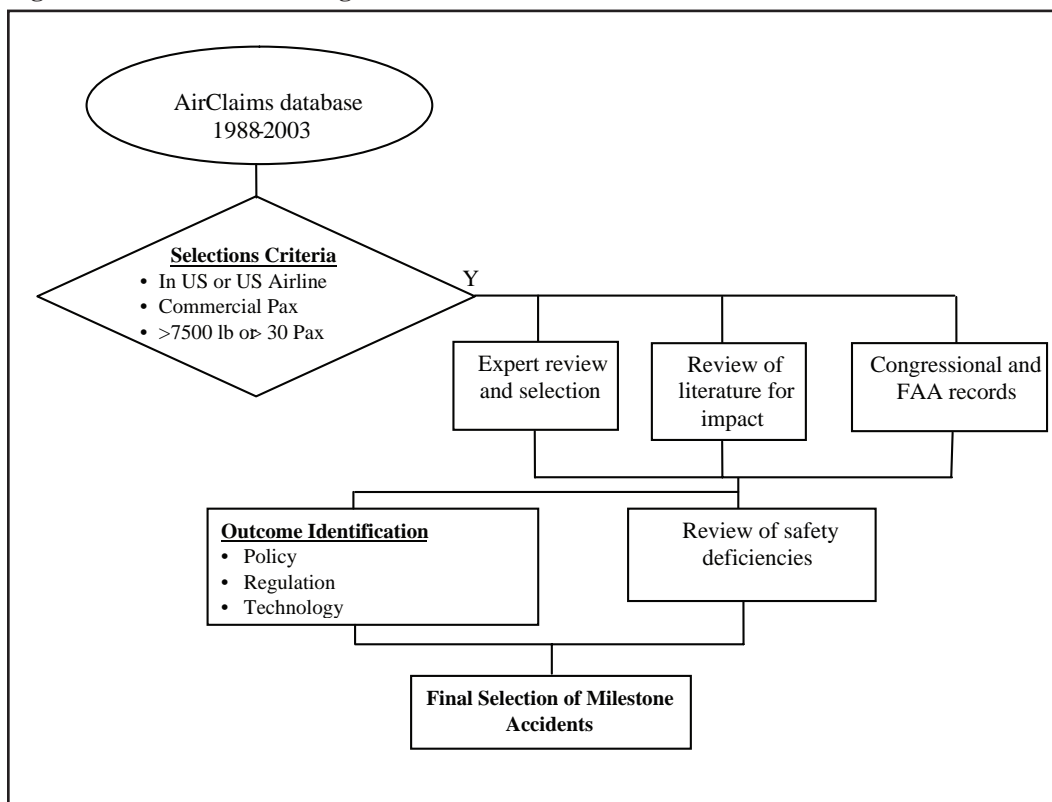 AirClaims database
1988-2003
Selections Criteria
• In US or US Airline
• Commercial Pax
• >7500 lb or> 30 Pax
Y
Expert review
and selection
Review of
literature for
impact
Congressional and
FAA records
Outcome Identification
• Policy
• Regulation
• Technology
Review of safety
deficiencies
Final Selection of Milestone
Accidents